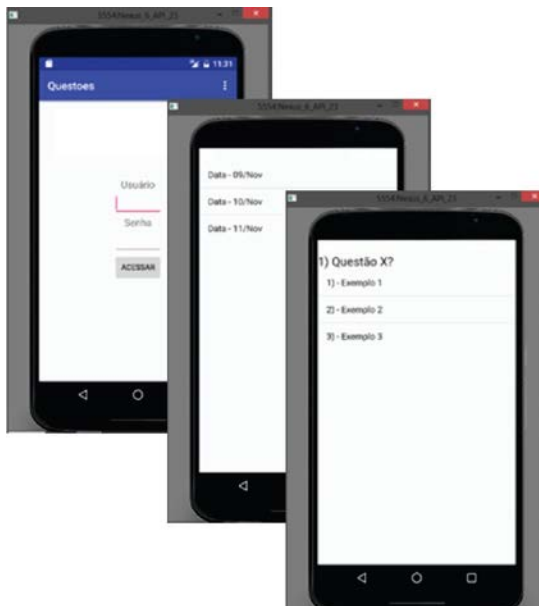 5554:Nexus_6_API_23
11:31
Questoes
Usuário
Senha
ACESSAR
5554:Nexus_6_API_23
Data - 09/Nov
Data - 10/Nov
Data - 11/Nov
5554:Nexus_6_API_23
1) Questão X?
1) - Exemplo 1
2) - Exemplo 2
3) - Exemplo 3